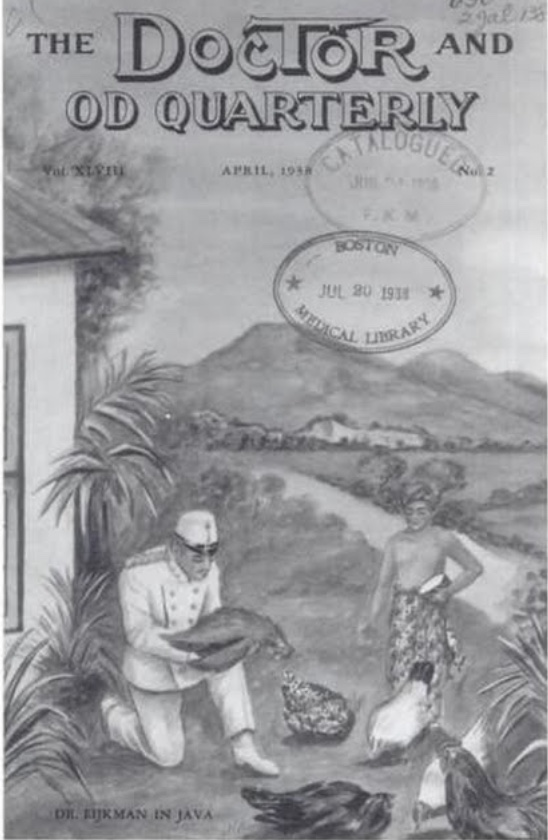 THE DOCTOR AND
OD QUARTERLY
Vol. XLVIII APRIL, 1938 No. 2
CATALOGUED
1938
F. K. M
BOSTON
JUL 20 1938
MEDICAL LIBRARY
DR. EIJKMAN IN JAVA